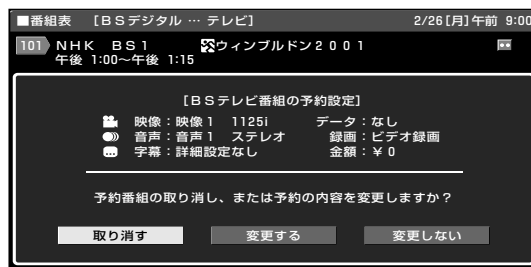 ■番組表 [BSデジタル … テレビ] 2/26[月]午前 9:00
101 NHK BS1 ウィンブルドン2001
午後 1:00～午後 1:15
[BSテレビ番組の予約設定]
映像：映像1 1125i データ：なし
音声：音声1 ステレオ 録画：ビデオ録画
字幕：詳細設定なし 金額：￥0
予約番組の取り消し、または予約の内容を変更しますか？
取り消す 変更する 変更しない